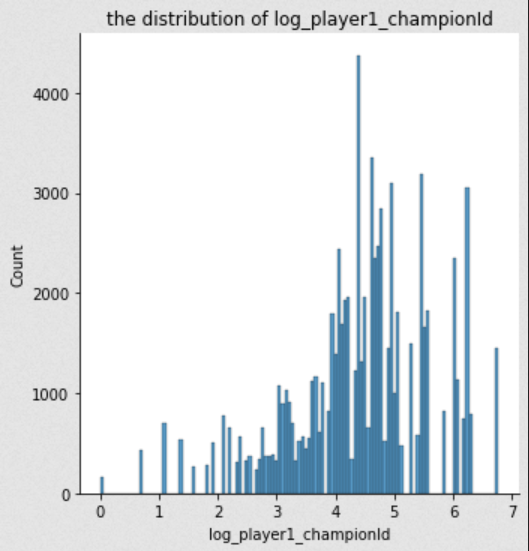 the distribution of log_player1_championId
4000
3000
2000
1000
0
Count
0 1 2 3 4 5 6 7
log_player1_championId